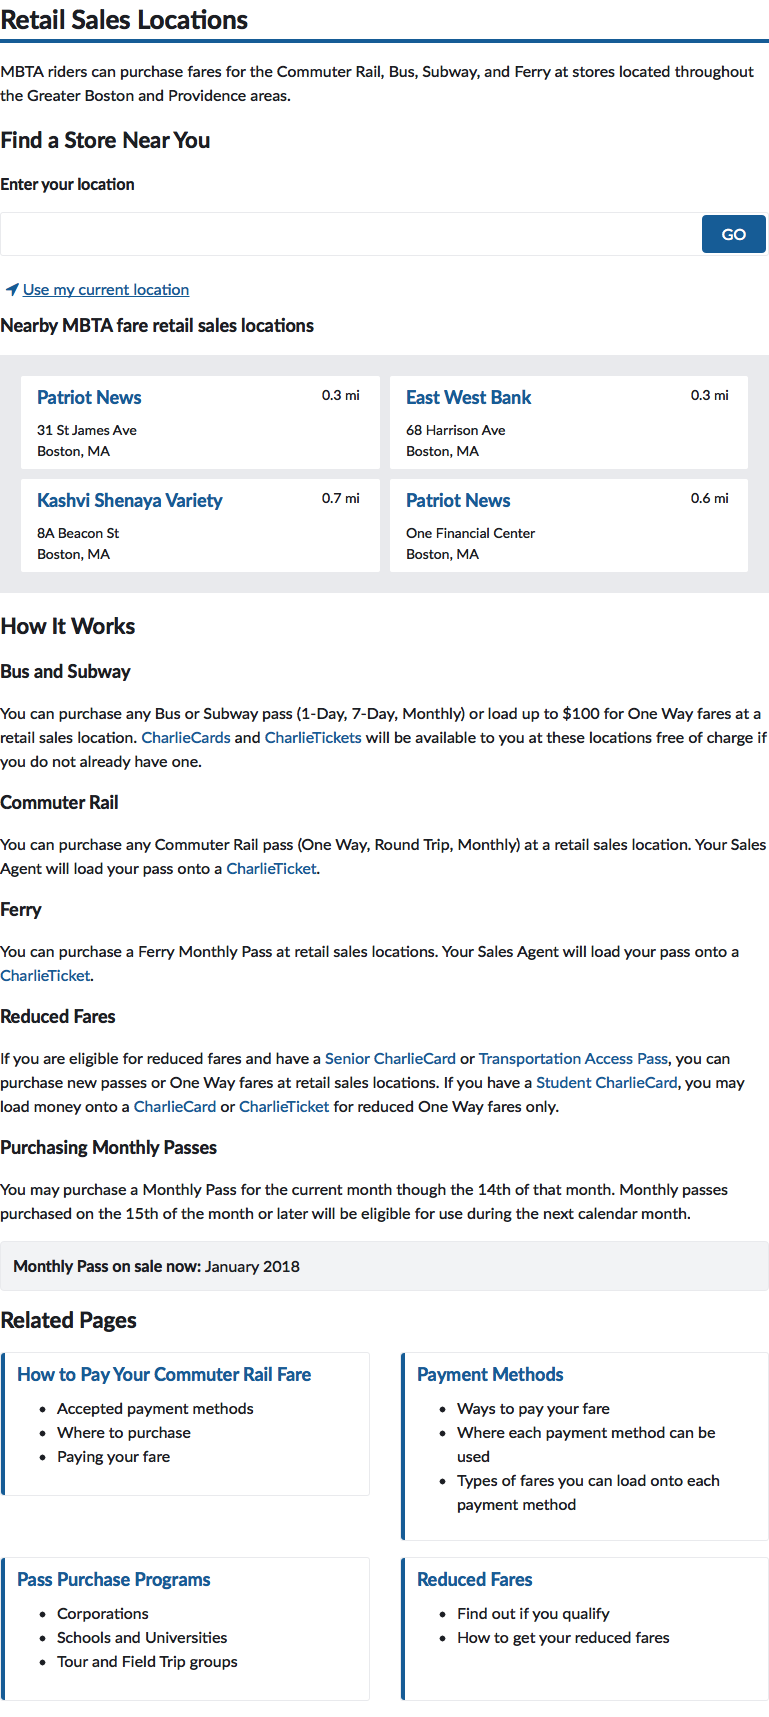 Retail Sales Locations
MBTA riders can purchase fares for the Commuter Rail, Bus, Subway, and Ferry at stores located throughout
the Greater Boston and Providence areas.
Find a Store Near You
Enter your location
GO
Use my current location
Nearby MBTA fare retail sales locations
Patriot News 0.3 mi
31 St James Ave
Boston, MA
East West Bank 0.3 mi
68 Harrison Ave
Boston, MA
Kashvi Shenaya Variety 0.7 mi
8A Beacon St
Boston, MA
Patriot News 0.6 mi
One Financial Center
Boston, MA
How It Works
Bus and Subway
You can purchase any Bus or Subway pass (1-Day, 7-Day, Monthly) or load up to $100 for One Way fares at a
retail sales location. CharlieCards and CharlieTickets will be available to you at these locations free of charge if
you do not already have one.
Commuter Rail
You can purchase any Commuter Rail pass (One Way, Round Trip, Monthly) at a retail sales location. Your Sales
Agent will load your pass onto a CharlieTicket.
Ferry
You can purchase a Ferry Monthly Pass at retail sales locations. Your Sales Agent will load your pass onto a
CharlieTicket.
Reduced Fares
If you are eligible for reduced fares and have a Senior CharlieCard or Transportation Access Pass, you can
purchase new passes or One Way fares at retail sales locations. If you have a Student CharlieCard, you may
load money onto a CharlieCard or CharlieTicket for reduced One Way fares only.
Purchasing Monthly Passes
You may purchase a Monthly Pass for the current month though the 14th of that month. Monthly passes
purchased on the 15th of the month or later will be eligible for use during the next calendar month.
Monthly Pass on sale now: January 2018
Related Pages
How to Pay Your Commuter Rail Fare
• Accepted payment methods
• Where to purchase
• Paying your fare
Payment Methods
• Ways to pay your fare
• Where each payment method can be
used
• Types of fares you can load onto each
payment method
Pass Purchase Programs
• Corporations
• Schools and Universities
• Tour and Field Trip groups
Reduced Fares
• Find out if you qualify
• How to get your reduced fares